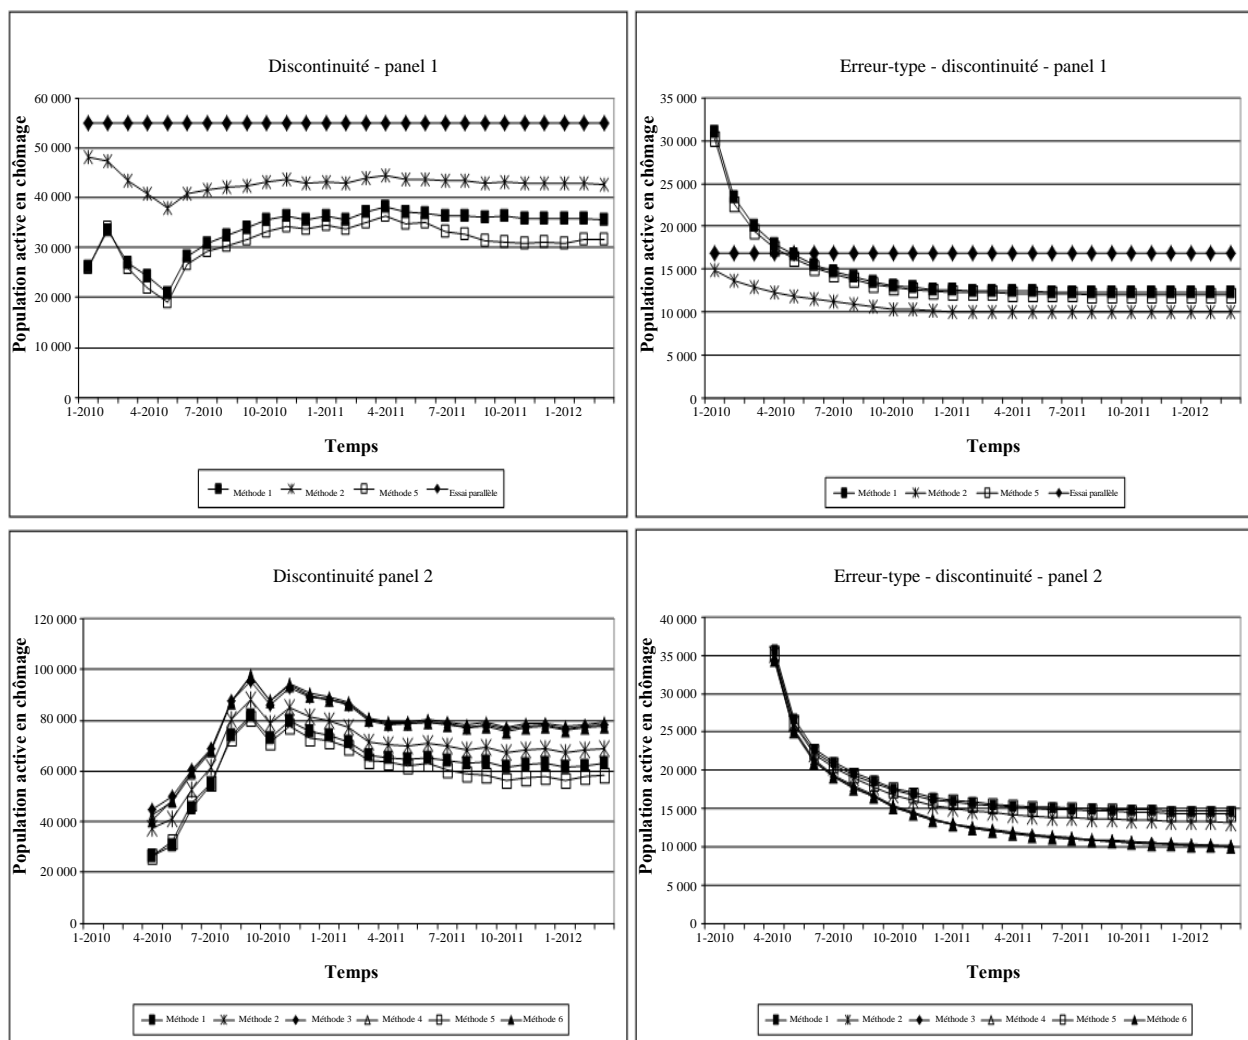 Discontinuité - panel 1
Population active en chômage
60 000
50 000
40 000
30 000
20 000
10 000
0
1-2010 4-2010 7-2010 10-2010 1-2011 4-2011 7-2011 10-2011 1-2012
Temps
Méthode 1 Méthode 2 Méthode 5 Essai parallèle
Erreur-type - discontinuité - panel 1
Population active en chômage
35 000
30 000
25 000
20 000
15 000
10 000
5 000
0
1-2010 4-2010 7-2010 10-2010 1-2011 4-2011 7-2011 10-2011 1-2012
Temps
Méthode 1 Méthode 2 Méthode 5 Essai parallèle
Discontinuité panel 2
Population active en chômage
120 000
100 000
80 000
60 000
40 000
20 000
0
1-2010 4-2010 7-2010 10-2010 1-2011 4-2011 7-2011 10-2011 1-2012
Temps
Méthode 1 Méthode 2 Méthode 3 Méthode 4 Méthode 5 Méthode 6
Erreur-type - discontinuité - panel 2
Population active en chômage
40 000
35 000
30 000
25 000
20 000
15 000
10 000
5 000
0
1-2010 4-2010 7-2010 10-2010 1-2011 4-2011 7-2011 10-2011 1-2012
Temps
Méthode 1 Méthode 2 Méthode 3 Méthode 4 Méthode 5 Méthode 6